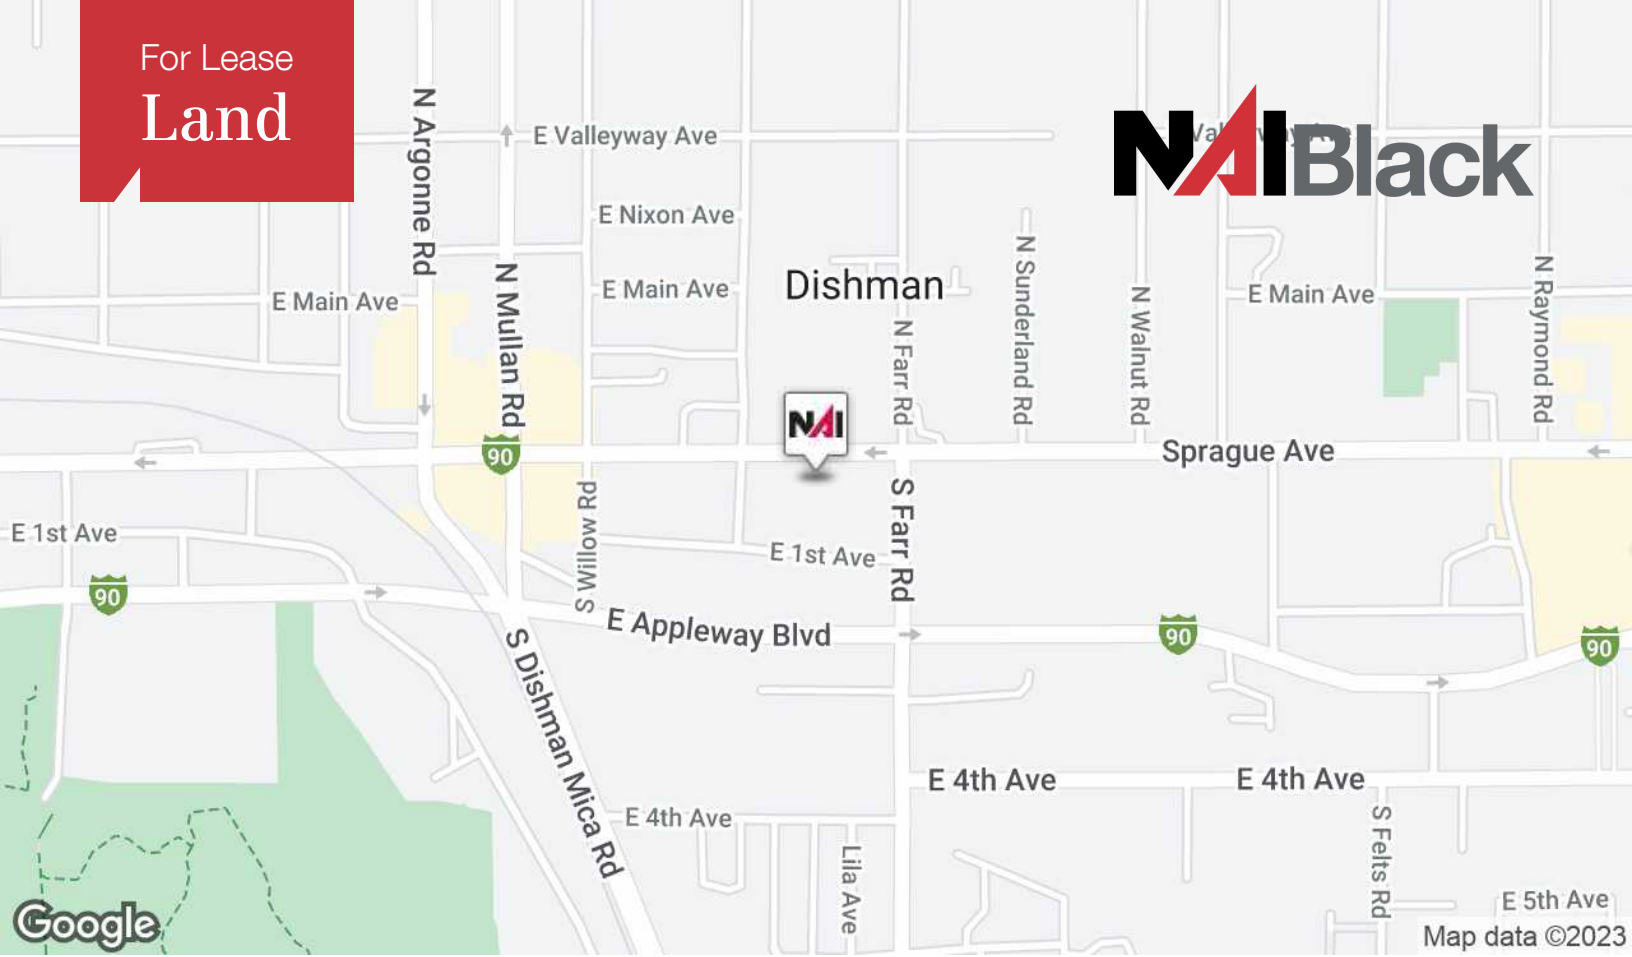 For Lease
Land
N Argonne Rd
E Valleyway Ave
Valleyway Ave
NAIBlack
E Nixon Ave
E Main Ave
N Mullan Rd
E Main Ave
Dishman
N Farr Rd
N Sunderland Rd
N Walnut Rd
E Main Ave
N Raymond Rd
NAI
90
Sprague Ave
E 1st Ave
S Willow Rd
E 1st Ave
S Farr Rd
90
E Appleway Blvd
90
90
S Dishman Mica Rd
E 4th Ave
E 4th Ave
E 4th Ave
Lila Ave
S Felts Rd
E 5th Ave
Google
Map data ©2023